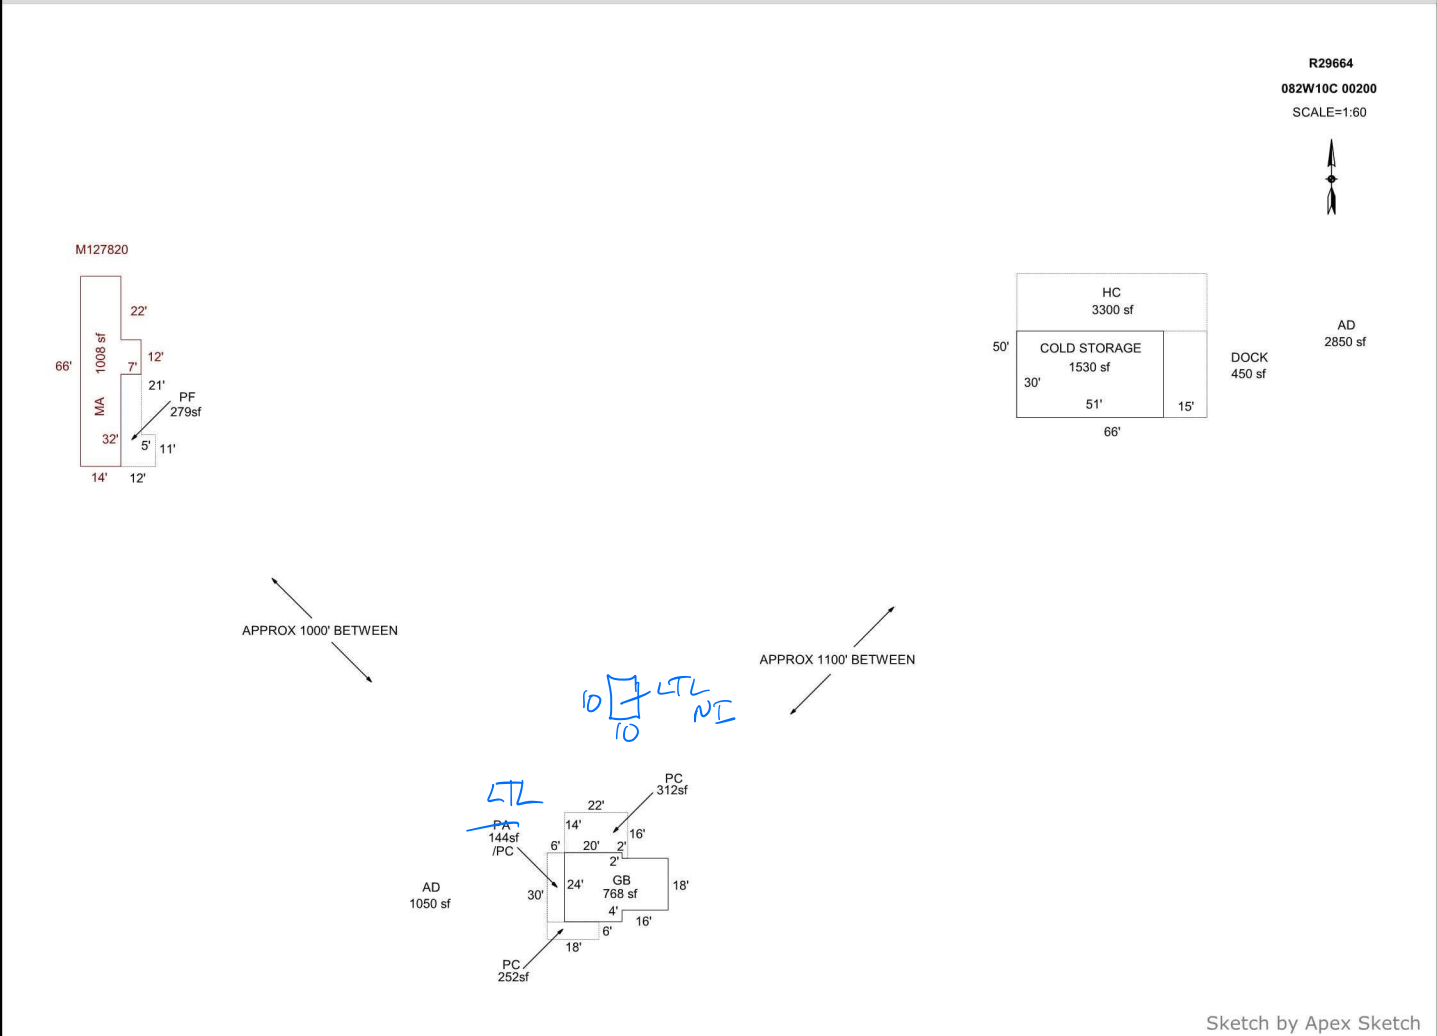 R29664
082W10C 00200
SCALE=1:60
M127820
22'
66'
1008 sf
MA
12'
7'
21'
PF
279sf
32'
5'
11'
14'
12'
HC
3300 sf
50'
COLD STORAGE
1530 sf
30'
51'
15'
66'
DOCK
450 sf
AD
2850 sf
APPROX 1000' BETWEEN
APPROX 1100' BETWEEN
10
LTL
NI
10
LTL
PA
144sf
/PC
PC
312sf
22'
14'
16'
6'
20'
2'
2'
24'
30'
GB
768 sf
18'
4'
16'
6'
18'
AD
1050 sf
PC
252sf
Sketch by Apex Sketch